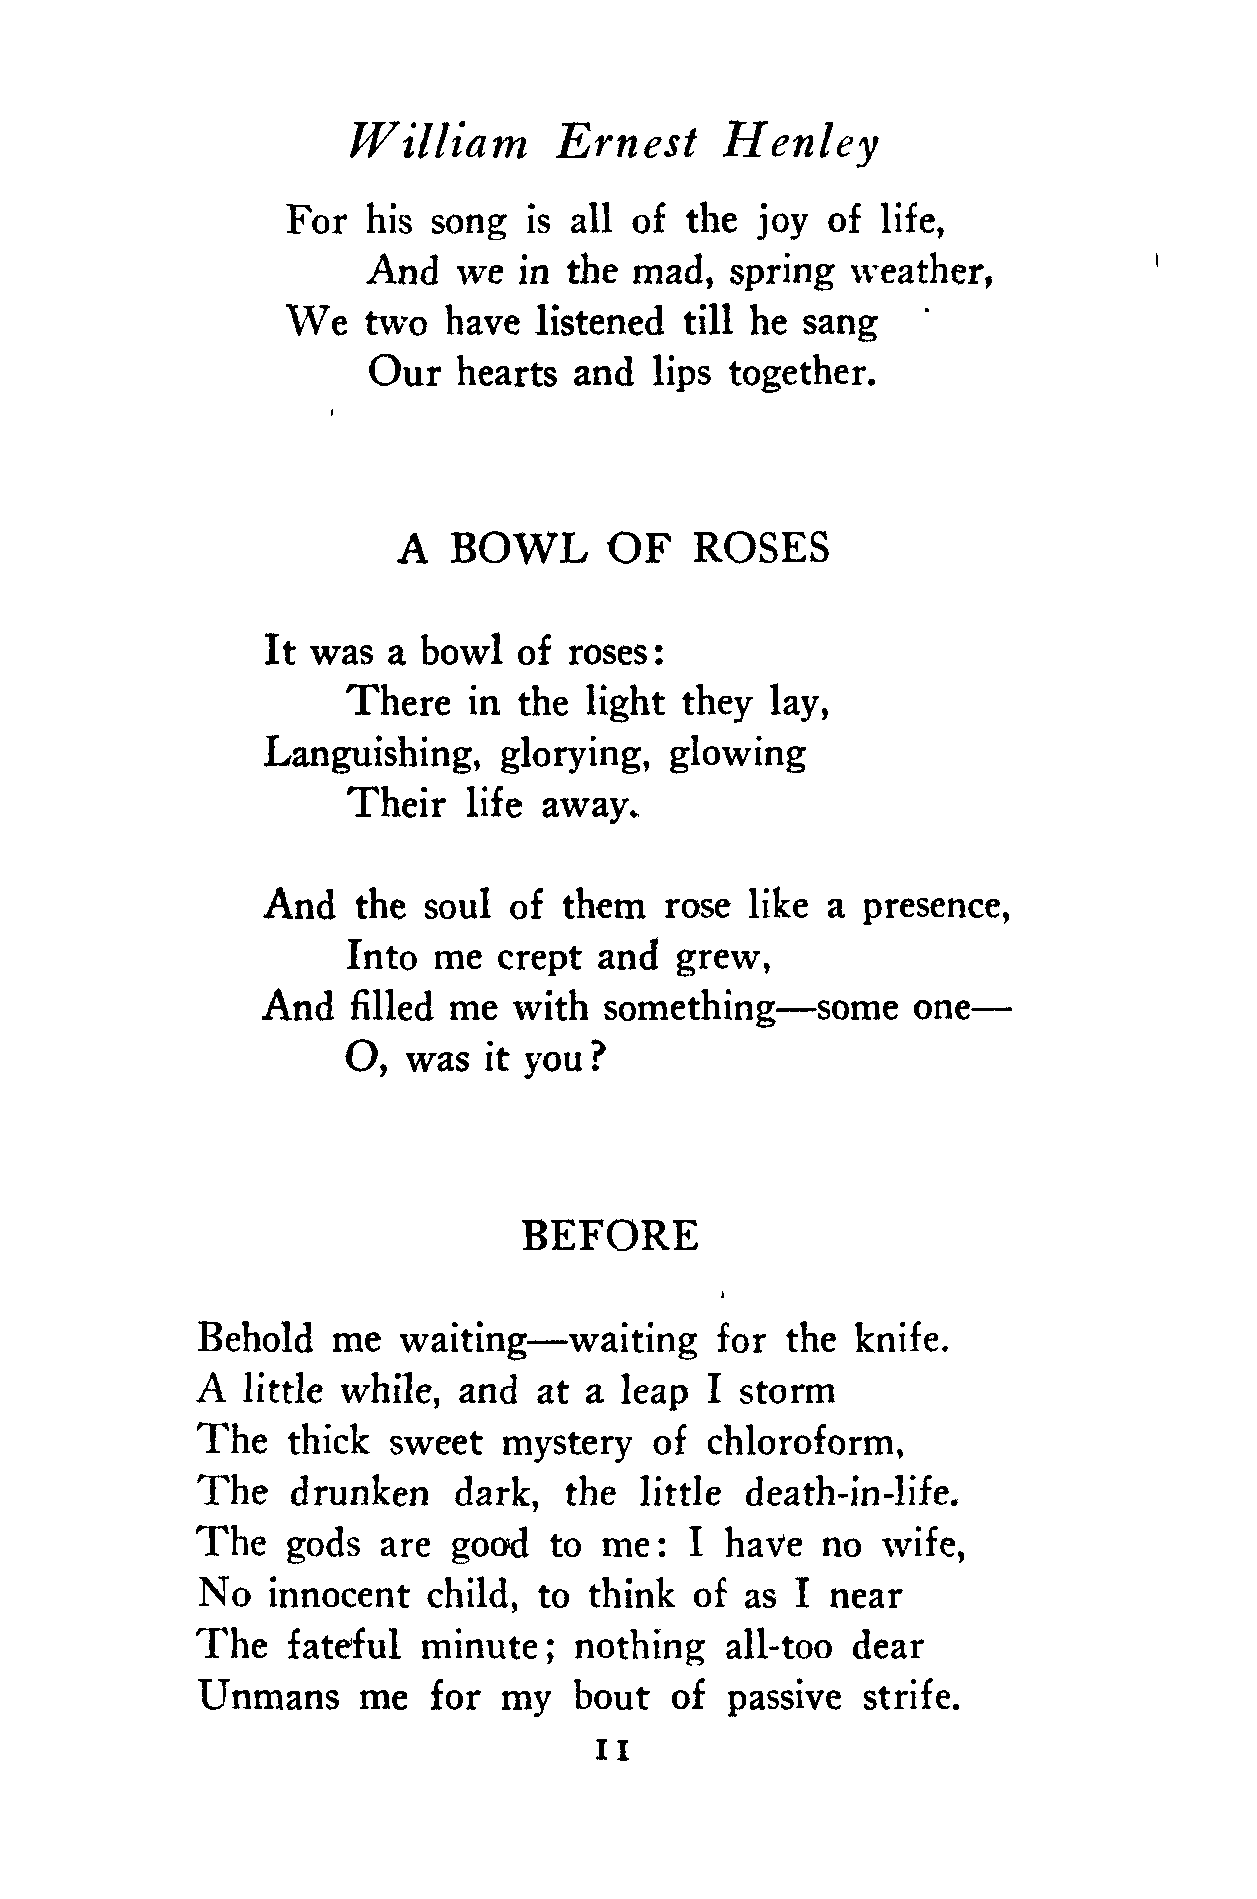 William Ernest Henley
For his song is all of the joy of life,
And we in the mad, spring weather,
We two have listened till he sang
Our hearts and lips together.
A BOWL OF ROSES
It was a bowl of roses:
There in the light they lay,
Languishing, glorying, glowing
Their life away.
And the soul of them rose like a presence,
Into me crept and grew,
And filled me with something—some one—
O, was it you?
BEFORE
Behold me waiting—waiting for the knife.
A little while, and at a leap I storm
The thick sweet mystery of chloroform,
The drunken dark, the little death-in-life.
The gods are good to me: I have no wife,
No innocent child, to think of as I near
The fateful minute; nothing all-too dear
Unmans me for my bout of passive strife.
11